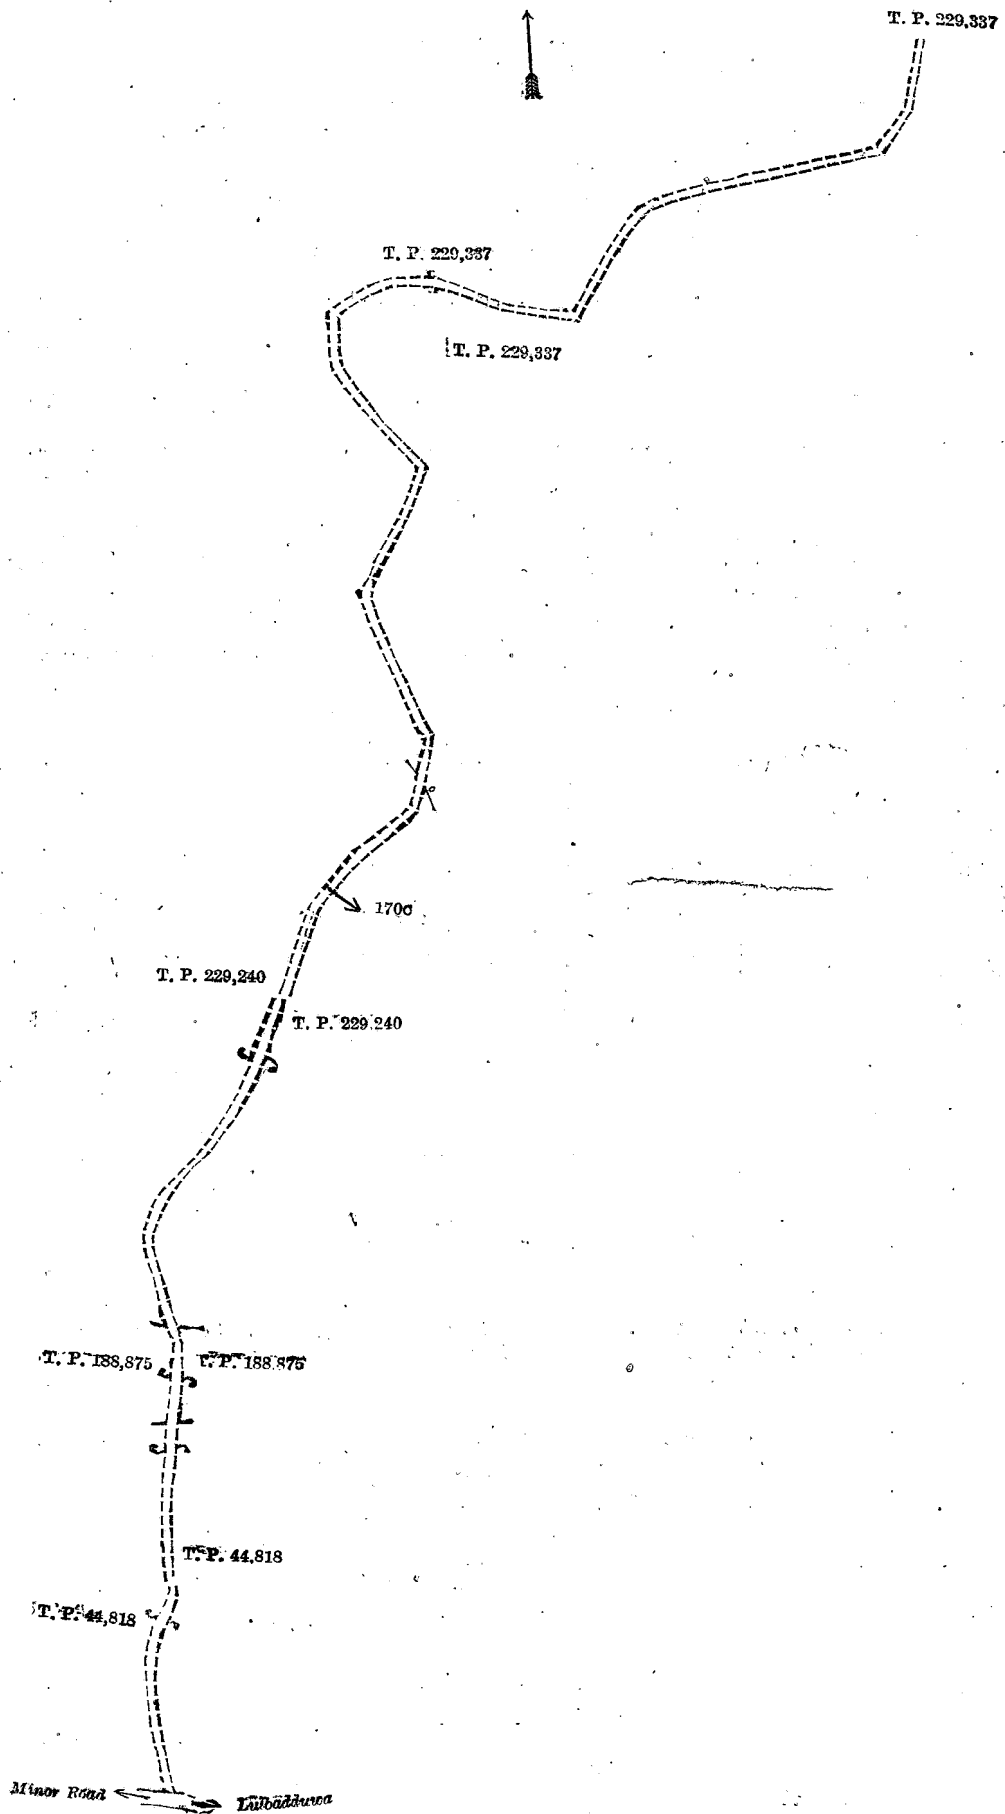 T. P. 229,337
T. P. 229,337
T. P. 229,337
1700
T. P. 229,240
T. P. 229 240
T. P. 188,875
T. P. 188.875
T. P. 44,818
T. P. 44,818
Minor Road